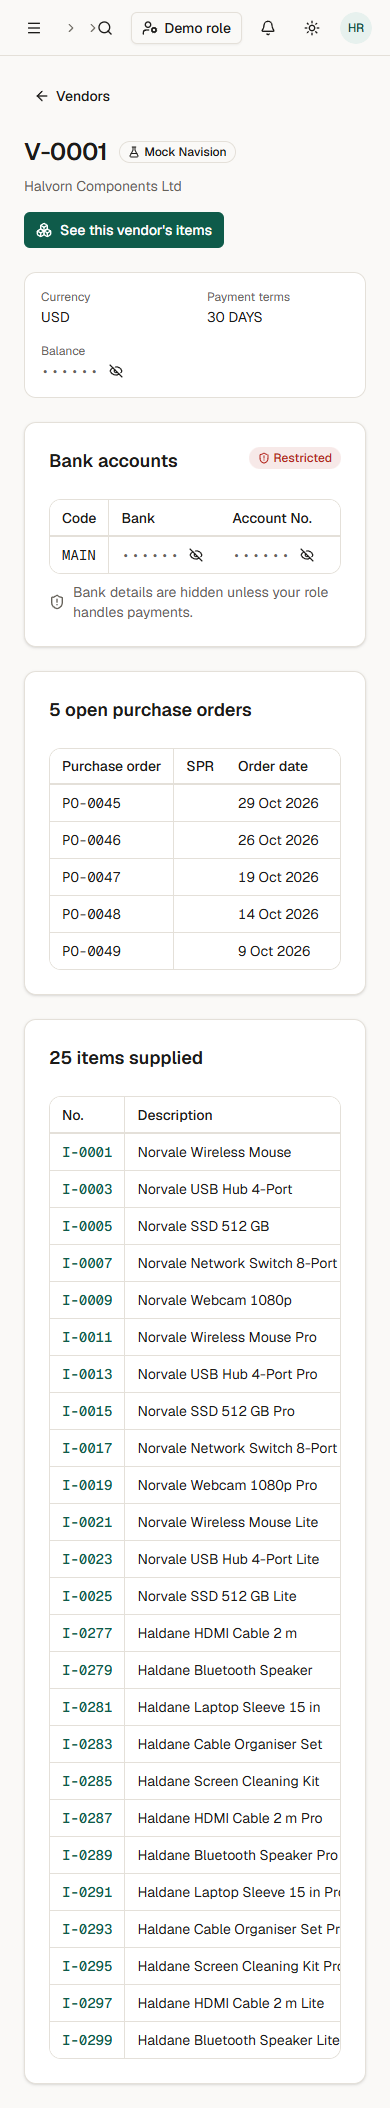 Demo role
HR
Vendors
V-0001
Mock Navision
Halvorn Components Ltd
See this vendor's items
Currency
Payment terms
USD
30 DAYS
Balance
Bank accounts
Restricted
Code Bank Account No.
MAIN
Bank details are hidden unless your role
handles payments.
5 open purchase orders
Purchase order SPR Order date
PO-0045 29 Oct 2026
PO-0046 26 Oct 2026
PO-0047 19 Oct 2026
PO-0048 14 Oct 2026
PO-0049 9 Oct 2026
25 items supplied
No. Description
I-0001 Norvale Wireless Mouse
I-0003 Norvale USB Hub 4-Port
I-0005 Norvale SSD 512 GB
I-0007 Norvale Network Switch 8-Port
I-0009 Norvale Webcam 1080p
I-0011 Norvale Wireless Mouse Pro
I-0013 Norvale USB Hub 4-Port Pro
I-0015 Norvale SSD 512 GB Pro
I-0017 Norvale Network Switch 8-Port
I-0019 Norvale Webcam 1080p Pro
I-0021 Norvale Wireless Mouse Lite
I-0023 Norvale USB Hub 4-Port Lite
I-0025 Norvale SSD 512 GB Lite
I-0277 Haldane HDMI Cable 2 m
I-0279 Haldane Bluetooth Speaker
I-0281 Haldane Laptop Sleeve 15 in
I-0283 Haldane Cable Organiser Set
I-0285 Haldane Screen Cleaning Kit
I-0287 Haldane HDMI Cable 2 m Pro
I-0289 Haldane Bluetooth Speaker Pro
I-0291 Haldane Laptop Sleeve 15 in Pro
I-0293 Haldane Cable Organiser Set Pr
I-0295 Haldane Screen Cleaning Kit Pro
I-0297 Haldane HDMI Cable 2 m Lite
I-0299 Haldane Bluetooth Speaker Lite